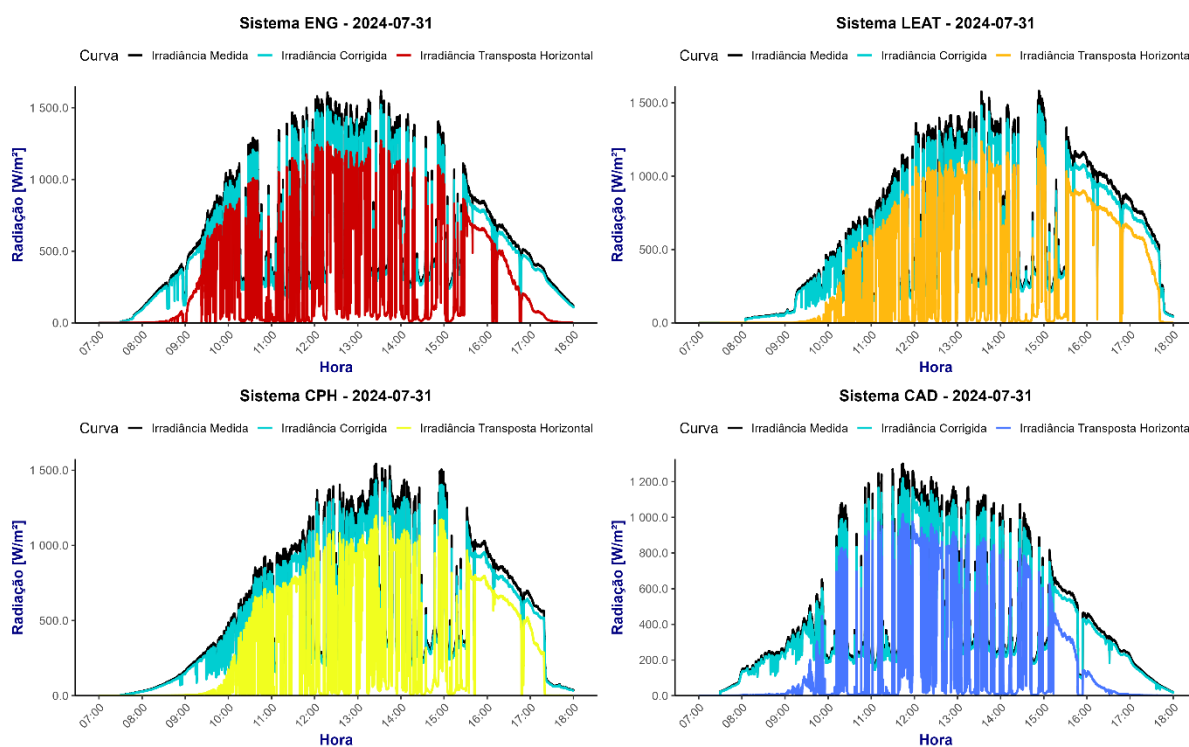 Sistema ENG - 2024-07-31
Curva Irradiância Medida Irradiância Corrigida Irradiância Transposta Horizontal
Radiação [W/m²]
1 500.0
1 000.0
500.0
0.0
07:00 08:00 09:00 10:00 11:00 12:00 13:00 14:00 15:00 16:00 17:00 18:00
Hora
Sistema LEAT - 2024-07-31
Curva Irradiância Medida Irradiância Corrigida Irradiância Transposta Horizontal
Radiação [W/m²]
1 500.0
1 000.0
500.0
0.0
07:00 08:00 09:00 10:00 11:00 12:00 13:00 14:00 15:00 16:00 17:00 18:00
Hora
Sistema CPH - 2024-07-31
Curva Irradiância Medida Irradiância Corrigida Irradiância Transposta Horizontal
Radiação [W/m²]
1 500.0
1 000.0
500.0
0.0
07:00 08:00 09:00 10:00 11:00 12:00 13:00 14:00 15:00 16:00 17:00 18:00
Hora
Sistema CAD - 2024-07-31
Curva Irradiância Medida Irradiância Corrigida Irradiância Transposta Horizontal
Radiação [W/m²]
1 200.0
1 000.0
800.0
600.0
400.0
200.0
0.0
07:00 08:00 09:00 10:00 11:00 12:00 13:00 14:00 15:00 16:00 17:00 18:00
Hora